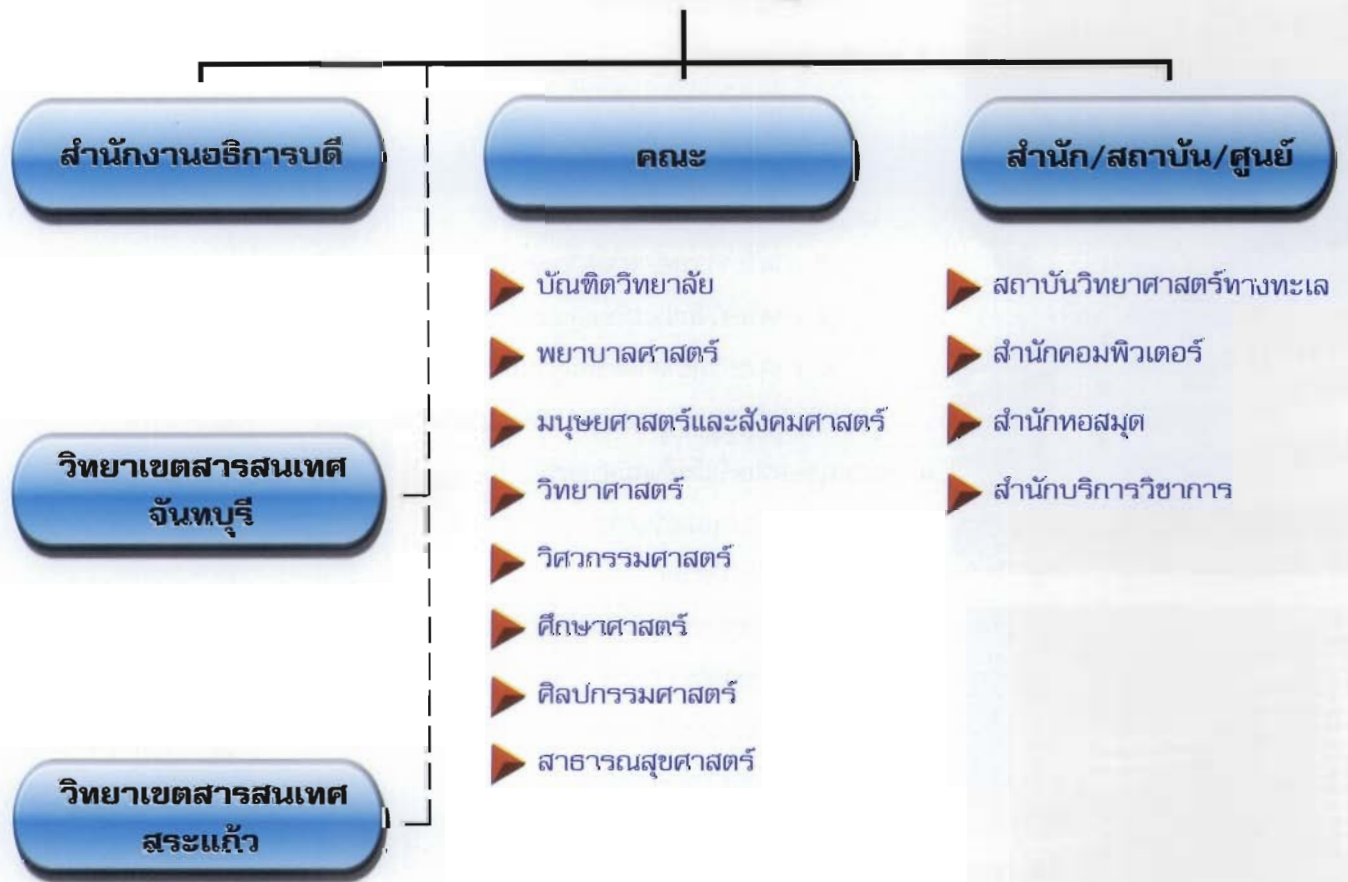 สำนักงานอธิการบดี
คณะ
สำนัก/สถาบัน/ศูนย์
บัณฑิตวิทยาลัย
พยาบาลศาสตร์
มนุษยศาสตร์และสังคมศาสตร์
วิทยาศาสตร์
วิศวกรรมศาสตร์
ศึกษาศาสตร์
ศิลปกรรมศาสตร์
สาธารณสุขศาสตร์
สถาบันวิทยาศาสตร์ทางทะเล
สำนักคอมพิวเตอร์
สำนักหอสมุด
สำนักบริการวิชาการ
วิทยาเขตสารสนเทศ
จันทบุรี
วิทยาเขตสารสนเทศ
สระแก้ว